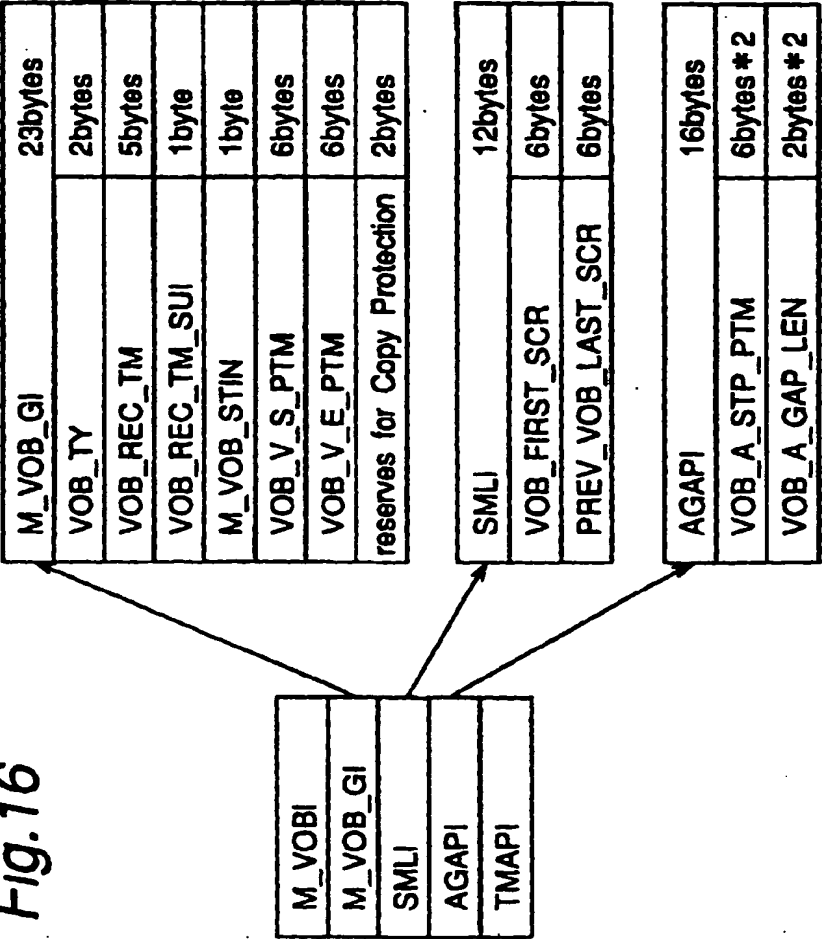 Fig.16
M_VOBI
M_VOB_GI
SMLI
AGAPI
TMAPI
M_VOB_GI 23bytes
VOB_TY 2bytes
VOB_REC_TM 5bytes
VOB_REC_TM_SUI 1byte
M_VOB_STIN 1byte
VOB_V_S_PTM 6bytes
VOB_V_E_PTM 6bytes
reserves for Copy Protection 2bytes
SMLI 12bytes
VOB_FIRST_SCR 6bytes
PREV_VOB_LAST_SCR 6bytes
AGAPI 16bytes
VOB_A_STP_PTM 6bytes*2
VOB_A_GAP_LEN 2bytes*2